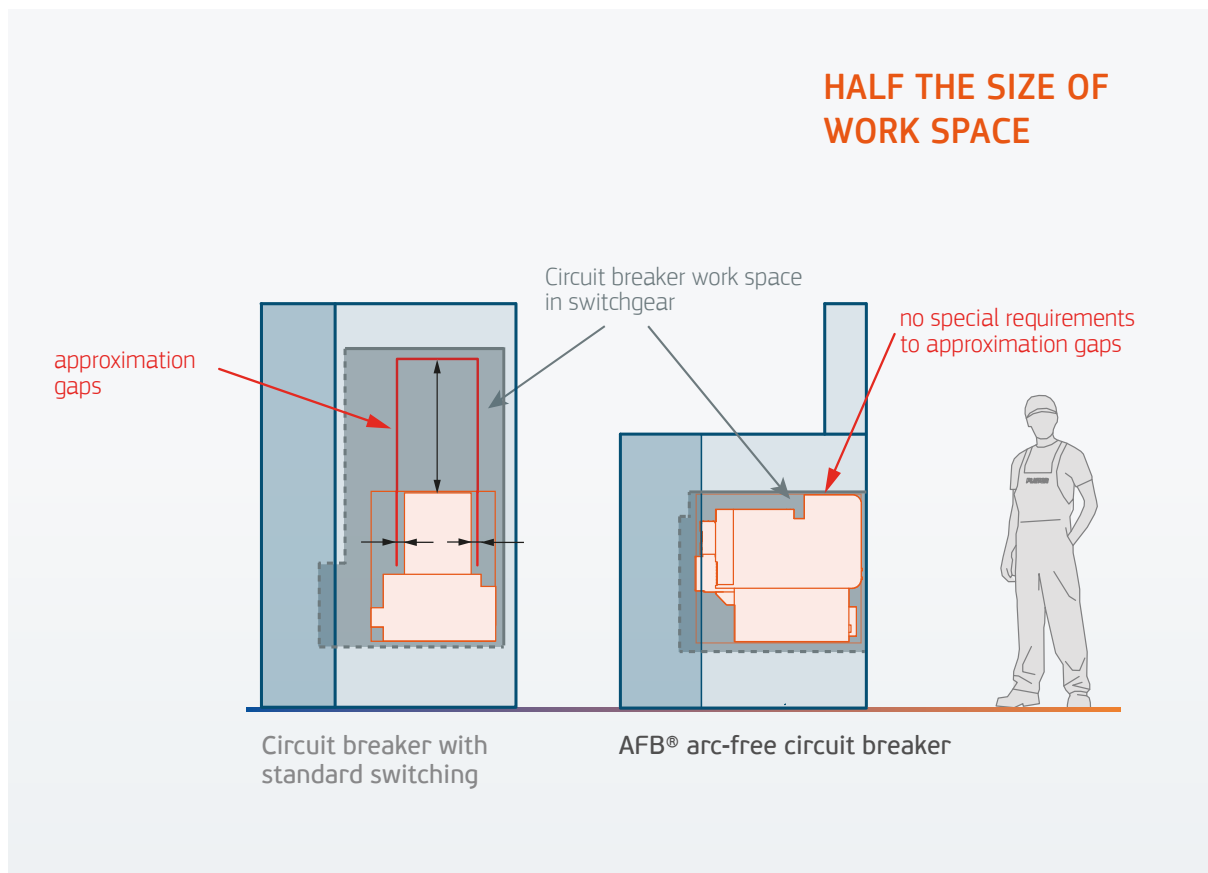 HALF THE SIZE OF
WORK SPACE
Circuit breaker work space
in switchgear
approximation
gaps
no special requirements
to approximation gaps
Circuit breaker with
standard switching
AFB® arc-free circuit breaker